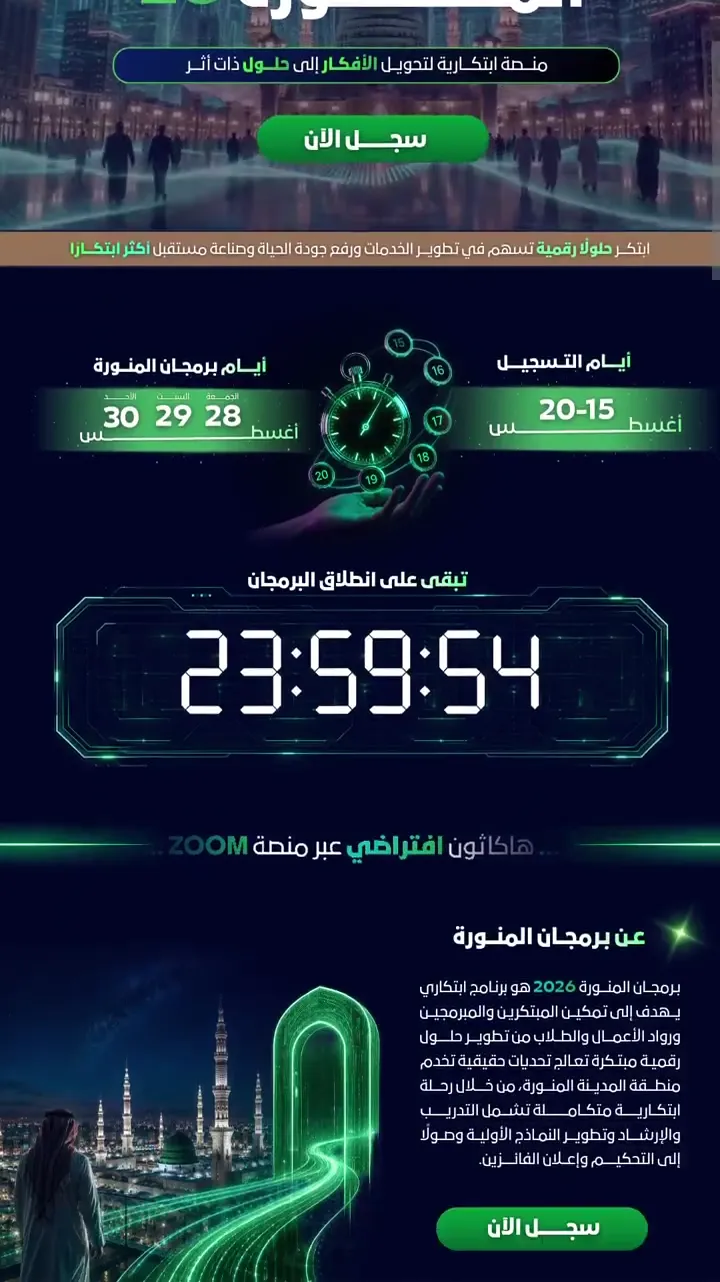 منصة ابتكارية لتحويل الأفكار إلى حلول ذات أثر
سجل الآن
ابتكر حلولًا رقمية تسهم في تطوير الخدمات ورفع جودة الحياة وصناعة مستقبل أكثر ابتكارًا
أيام التسجيل
15-20
أغسطس
15
16
17
18
19
20
أيام برمجان المنورة
الجمعة السبت الأحد
28 29 30
أغسطس
تبقى على انطلاق البرمجان
23:59:54
... هاكاثون افتراضي عبر منصة ZOOM ...
عن برمجان المنورة
برمجان المنورة 2026 هو برنامج ابتكاري
يهدف إلى تمكين المبتكرين والمبرمجين
ورواد الأعمال والطلاب من تطوير حلول
رقمية مبتكرة تعالج تحديات حقيقية تخدم
منطقة المدينة المنورة، من خلال رحلة
ابتكارية متكاملة تشمل التدريب
والإرشاد وتطوير النماذج الأولية وصولًا
إلى التحكيم وإعلان الفائزين.
سجل الآن